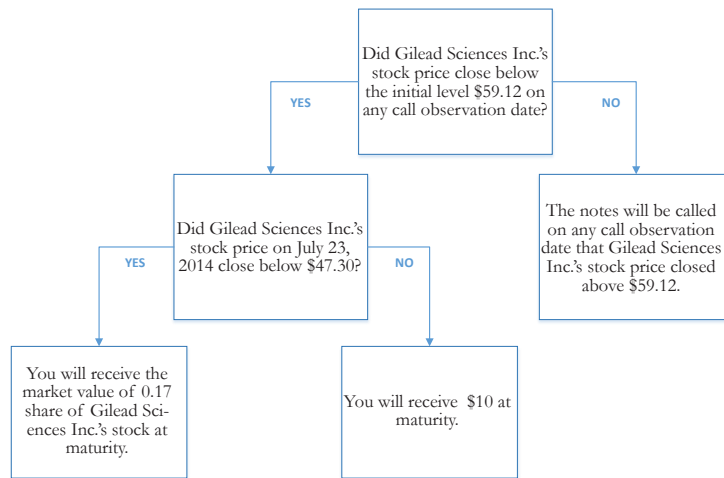 Did Gilead Sciences Inc.'s
stock price close below
the initial level $59.12 on
any call observation date?
YES
NO
Did Gilead Sciences Inc.'s
stock price on July 23,
2014 close below $47.30?
The notes will be called
on any call observation
date that Gilead Sciences
Inc.'s stock price closed
above $59.12.
YES
NO
You will receive the
market value of 0.17
share of Gilead Sci-
ences Inc.'s stock at
maturity.
You will receive $10 at
maturity.